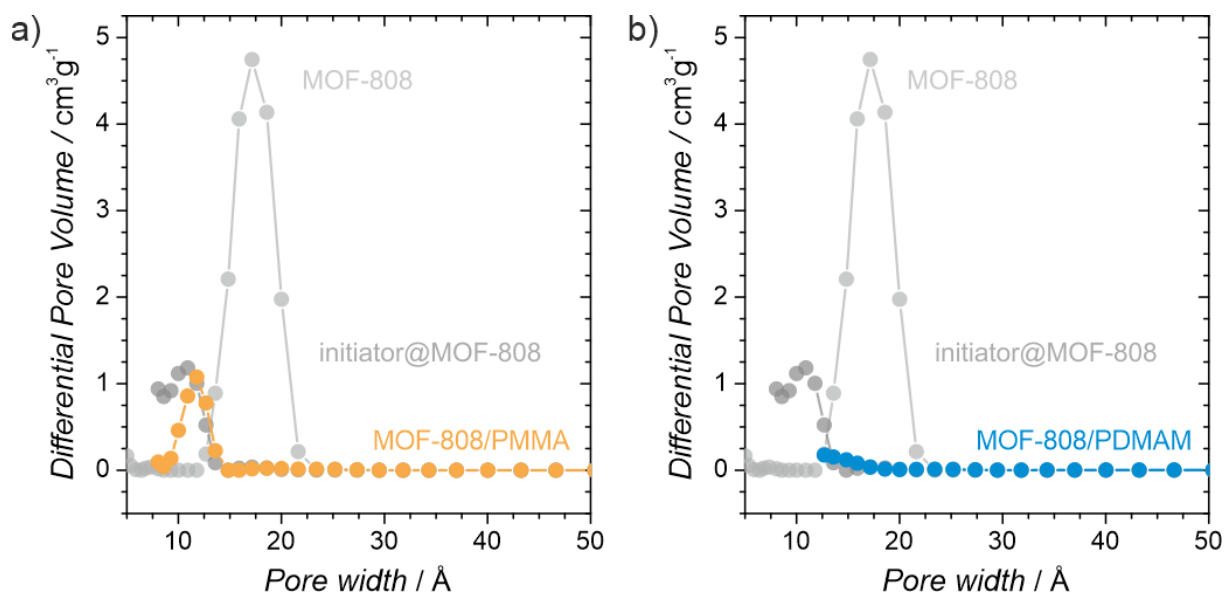 a)
Differential Pore Volume / cm³g⁻¹
5
4
3
2
1
0
MOF-808
initiator@MOF-808
MOF-808/PMMA
10
20
30
40
50
Pore width / Å
b)
Differential Pore Volume / cm³g⁻¹
5
4
3
2
1
0
MOF-808
initiator@MOF-808
MOF-808/PDMAM
10
20
30
40
50
Pore width / Å